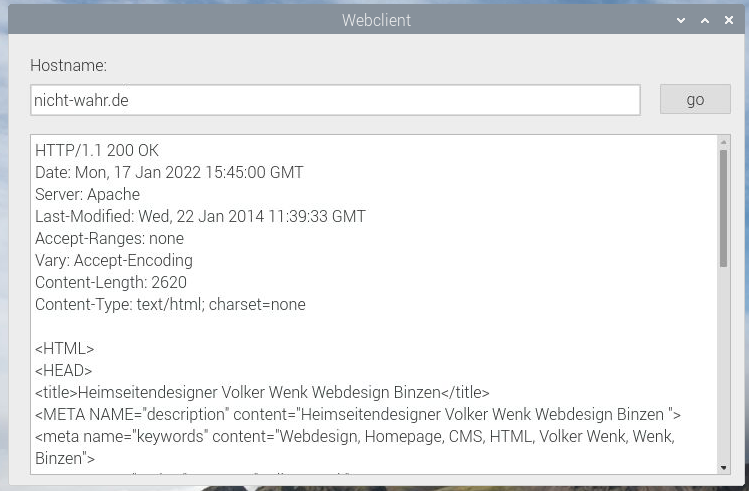 Webclient
Hostname:
nicht-wahr.de
go
HTTP/1.1 200 OK
Date: Mon, 17 Jan 2022 15:45:00 GMT
Server: Apache
Last-Modified: Wed, 22 Jan 2014 11:39:33 GMT
Accept-Ranges: none
Vary: Accept-Encoding
Content-Length: 2620
Content-Type: text/html; charset=none
<HTML>
<HEAD>
<title>Heimseitendesigner Volker Wenk Webdesign Binzen</title>
<META NAME="description" content="Heimseitendesigner Volker Wenk Webdesign Binzen ">
<meta name="keywords" content="Webdesign, Homepage, CMS, HTML, Volker Wenk, Wenk,
Binzen">